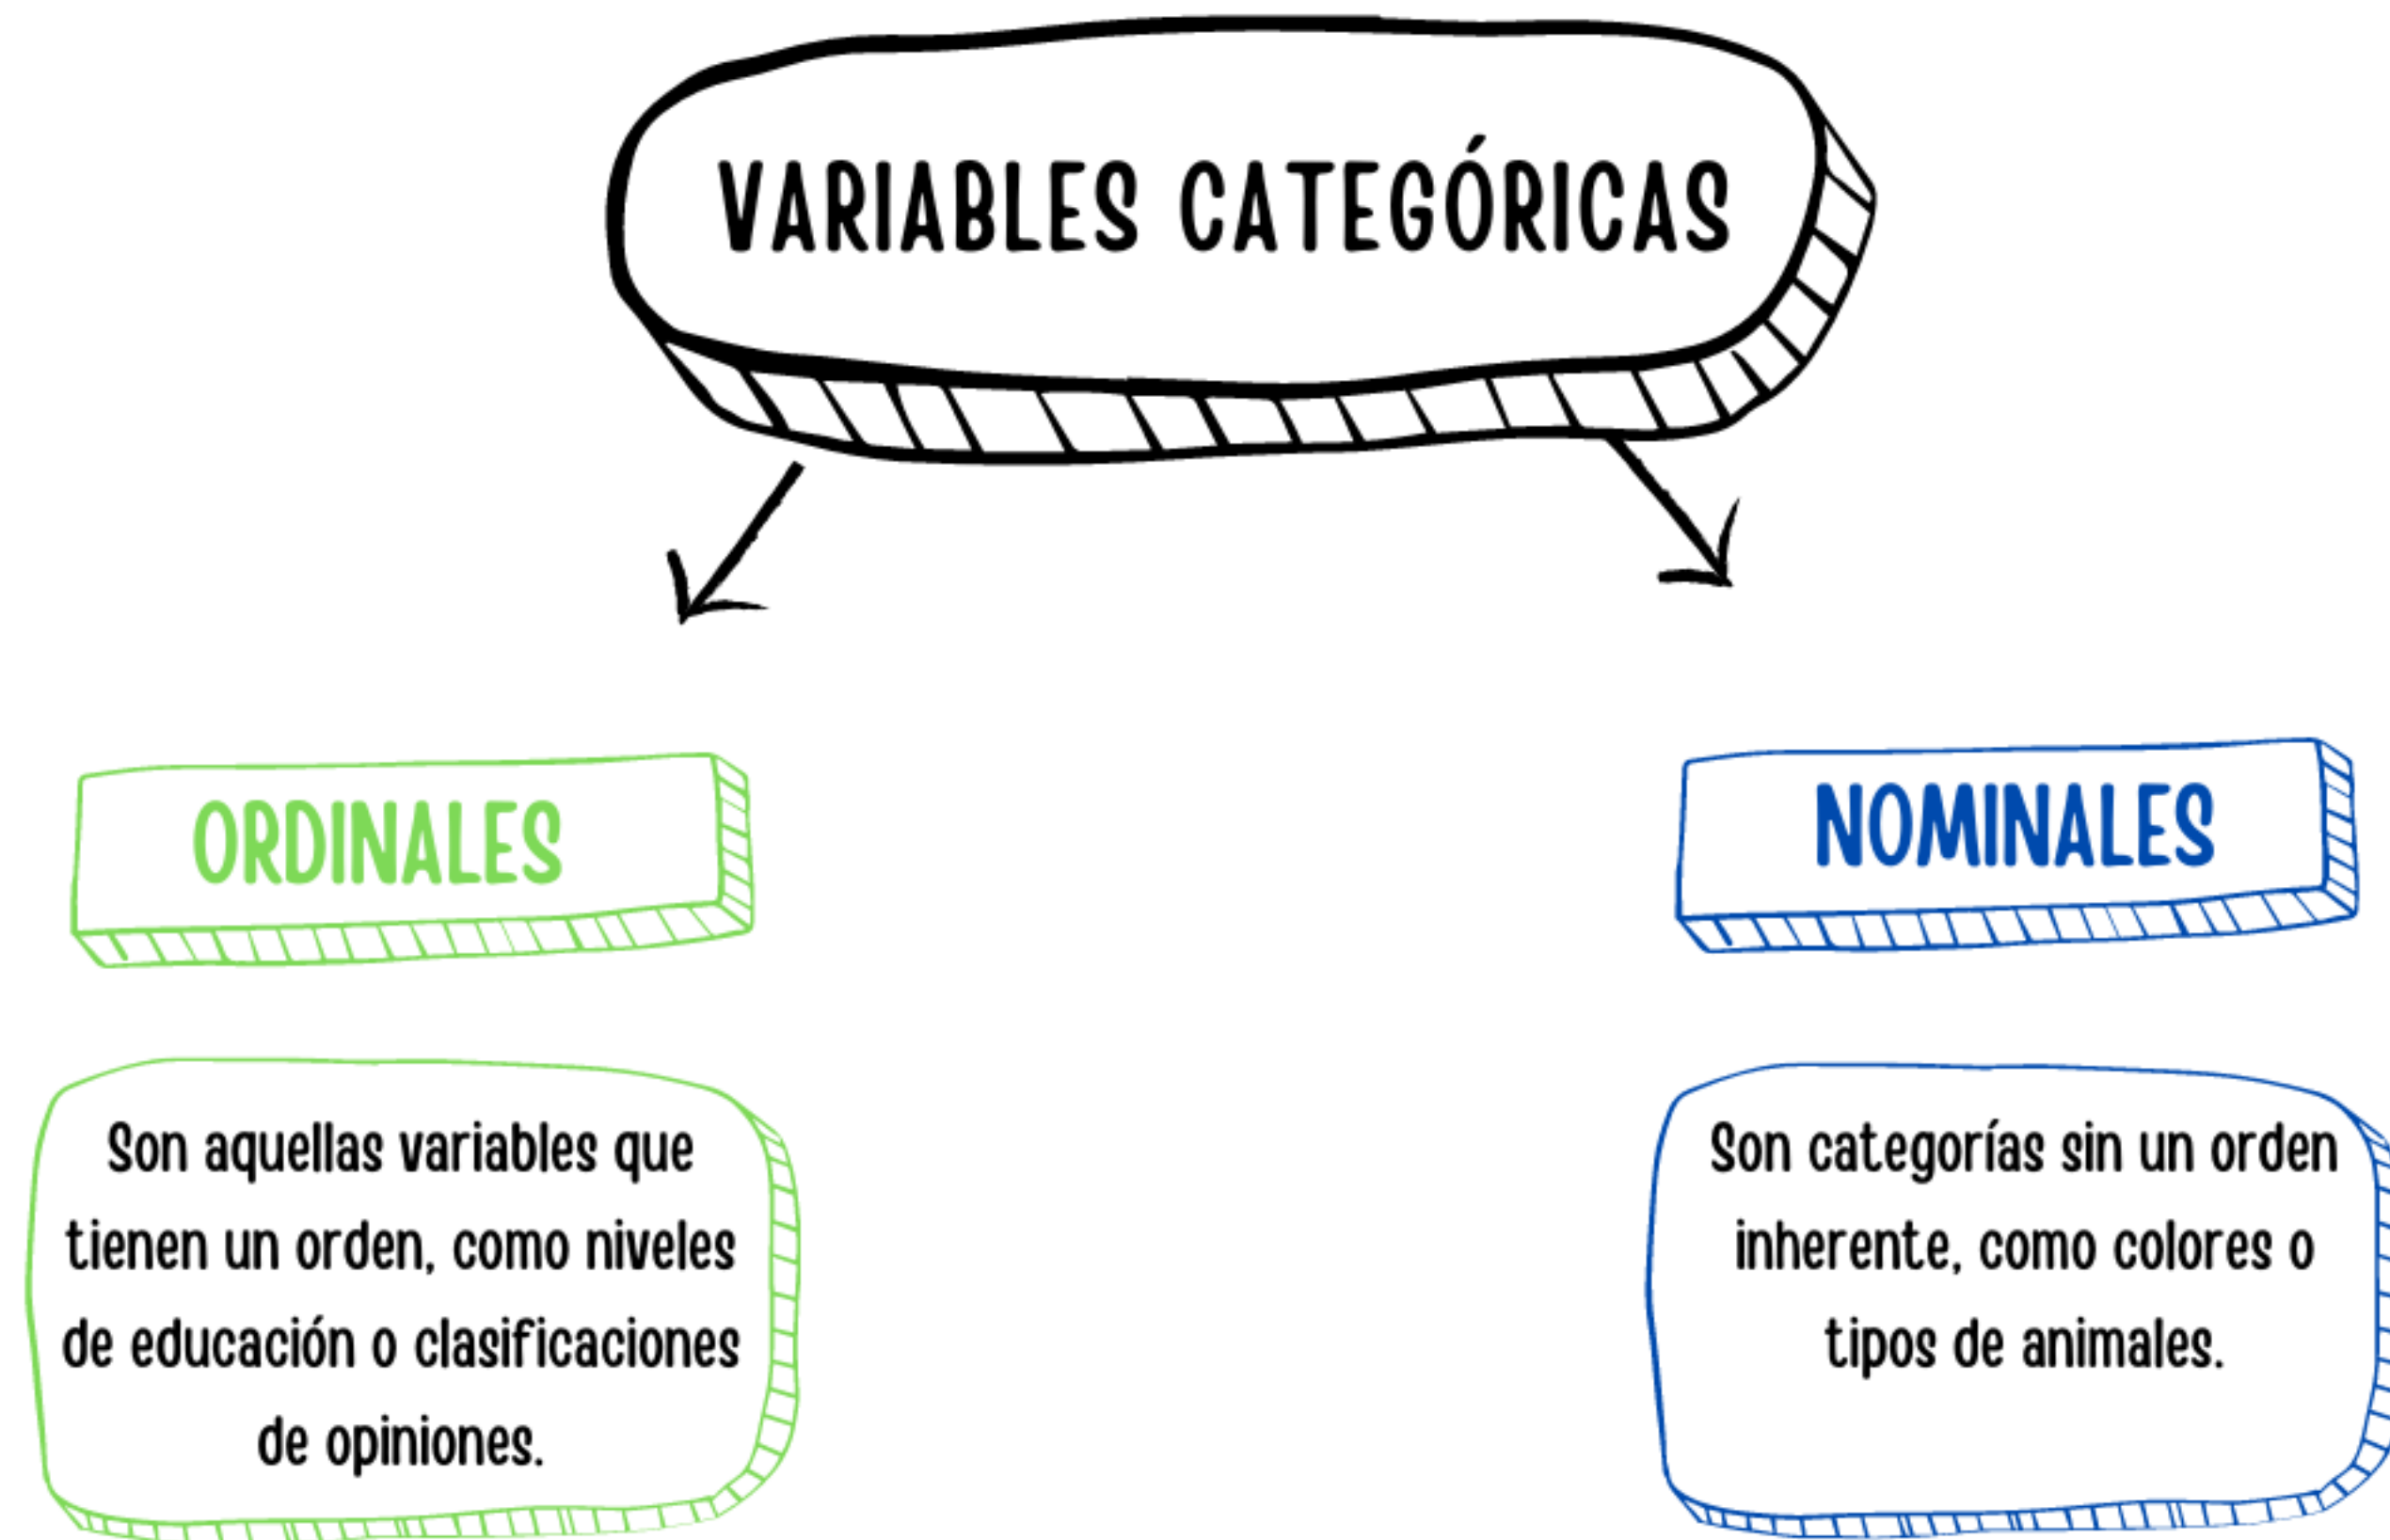 VARIABLES CATEGÓRICAS
ORDINALES
Son aquellas variables que
tienen un orden, como niveles
de educación o clasificaciones
de opiniones.
NOMINALES
Son categorías sin un orden
inherente, como colores o
tipos de animales.